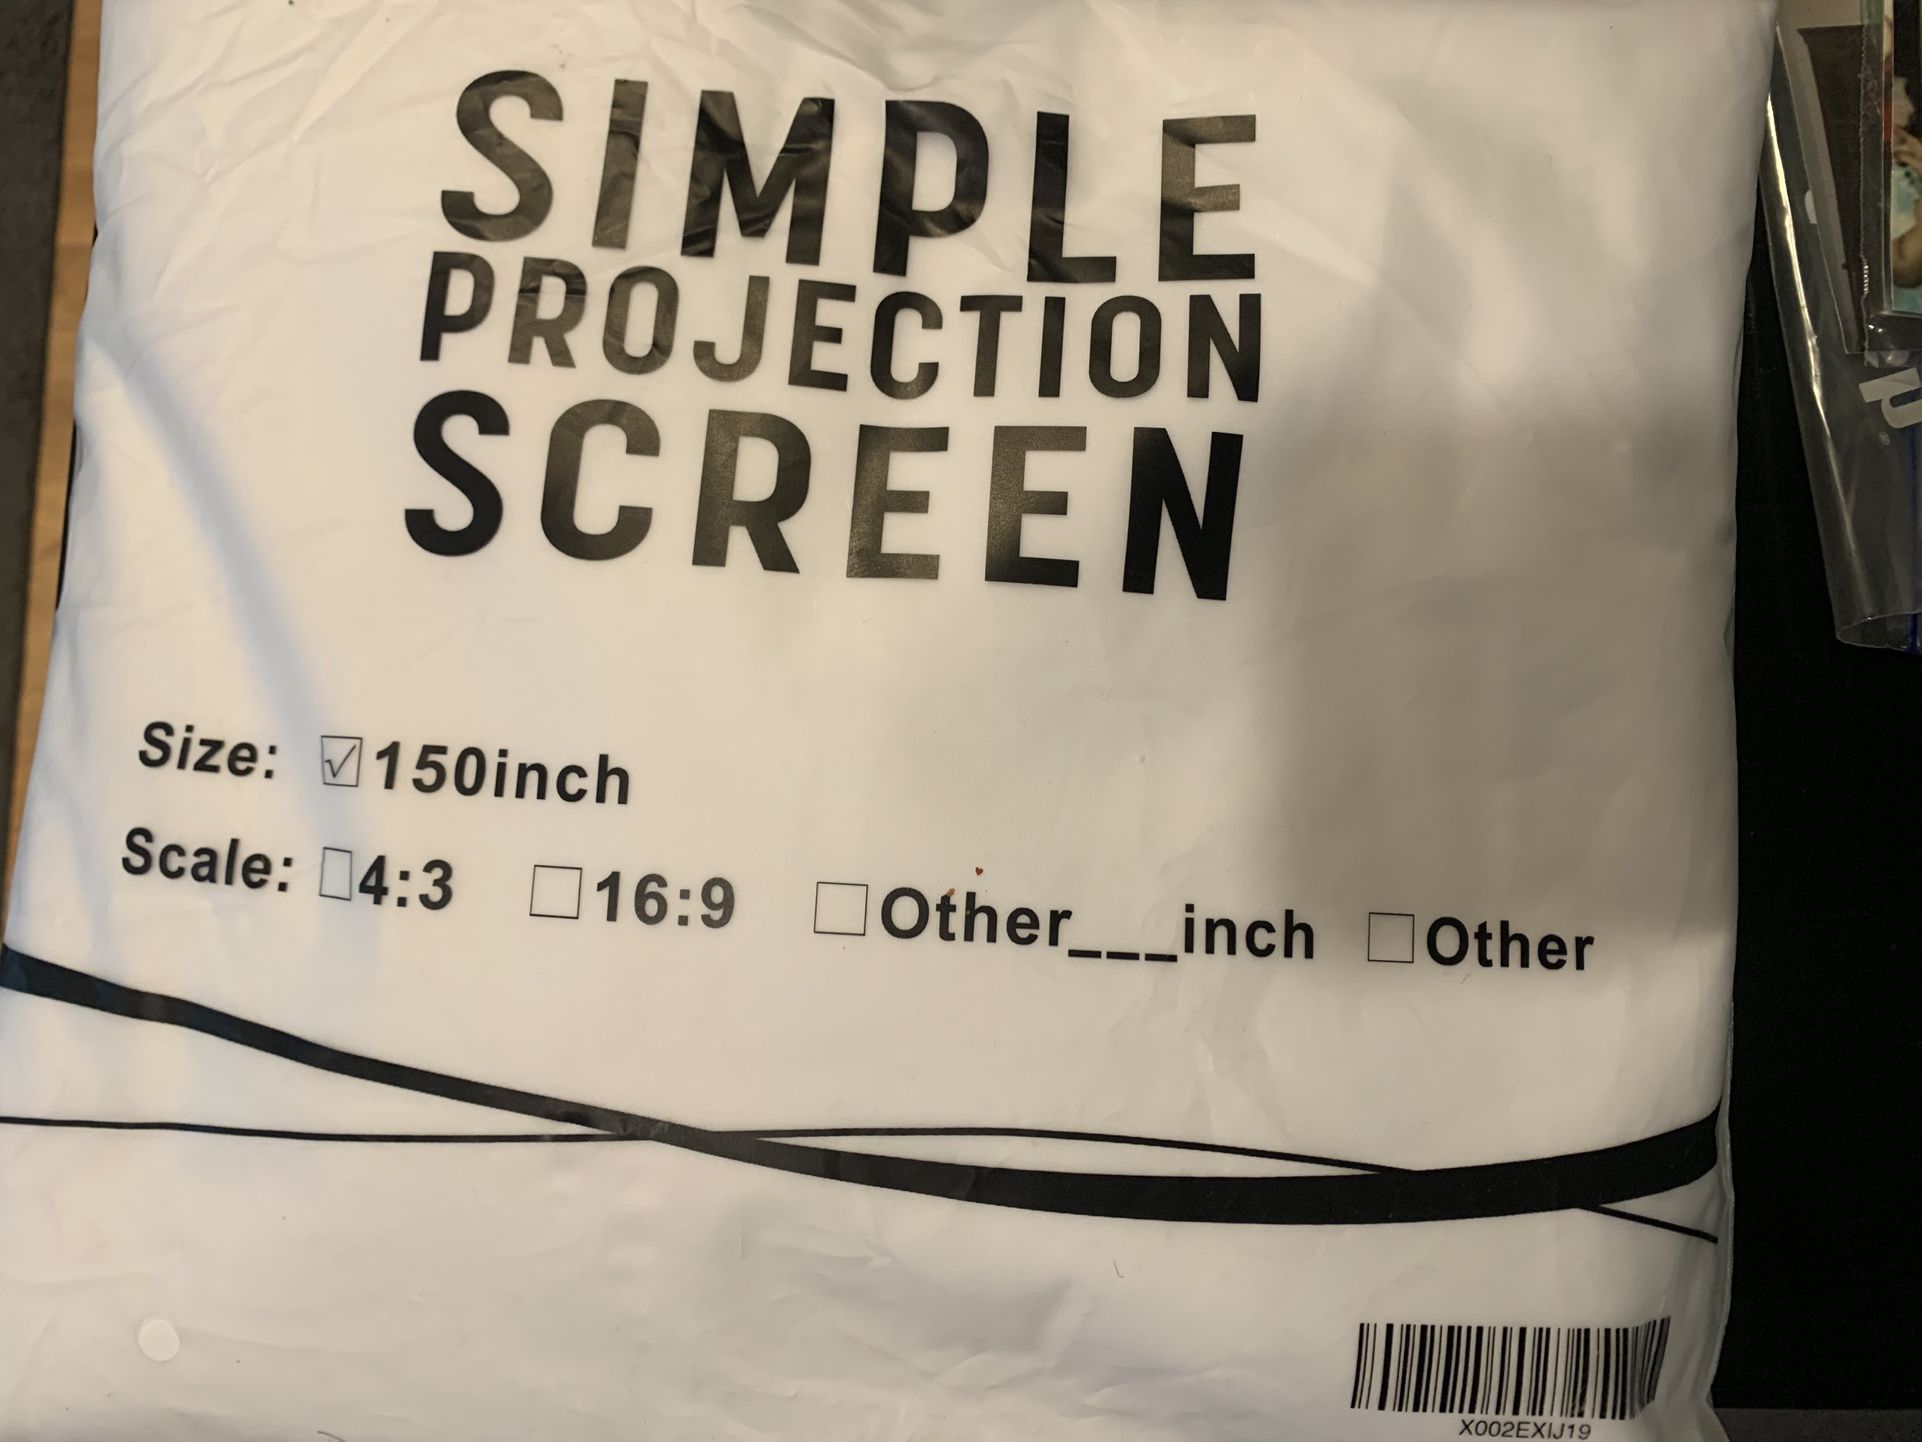 SIMPLE
PROJECTION
SCREEN
Size: ☑150inch
Scale: ☐4:3 ☐16:9 ☐Other___inch ☐Other
X002EXIJ19